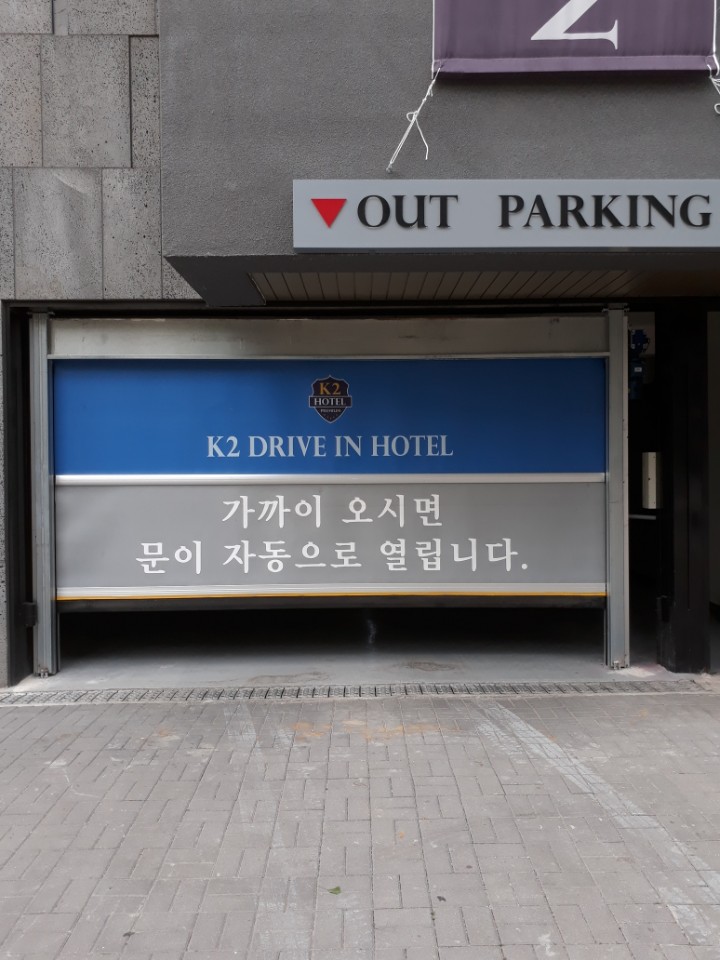 2
OUT PARKING
K2
HOTEL
K2 DRIVE IN HOTEL
가까이 오시면
문이 자동으로 열립니다.